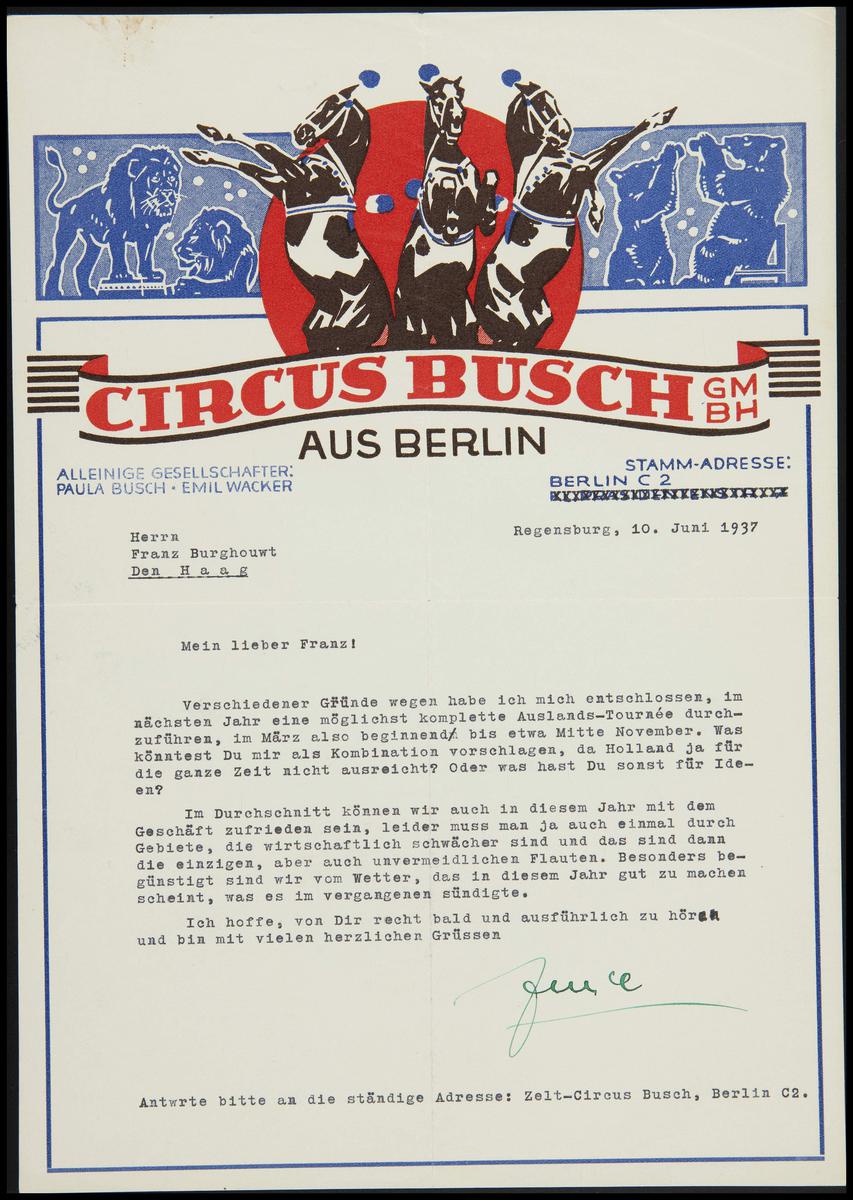 CIRCUS BUSCH GM
BH
AUS BERLIN
ALLEINIGE GESELLSCHAFTER:
PAULA BUSCH · EMIL WACKER
STAMM-ADRESSE:
BERLIN C 2
Herrn
Franz Burghouwt
Den Haag
Regensburg, 10. Juni 1937
Mein lieber Franz!
Verschiedener Gründe wegen habe ich mich entschlossen, im
nächsten Jahr eine möglichst komplette Auslands-Tournée durch-
zuführen, im März also beginnend bis etwa Mitte November. Was
könntest Du mir als Kombination vorschlagen, da Holland ja für
die ganze Zeit nicht ausreicht? Oder was hast Du sonst für Ide-
en?
Im Durchschnitt können wir auch in diesem Jahr mit dem
Geschäft zufrieden sein, leider muss man ja auch einmal durch
Gebiete, die wirtschaftlich schwächer sind und das sind dann
die einzigen, aber auch unvermeidlichen Flauten. Besonders be-
günstigt sind wir vom Wetter, das in diesem Jahr gut zu machen
scheint, was es im vergangenen sündigte.
Ich hoffe, von Dir recht bald und ausführlich zu hören
und bin mit vielen herzlichen Grüssen
Antwrte bitte an die ständige Adresse: Zelt-Circus Busch, Berlin C2.